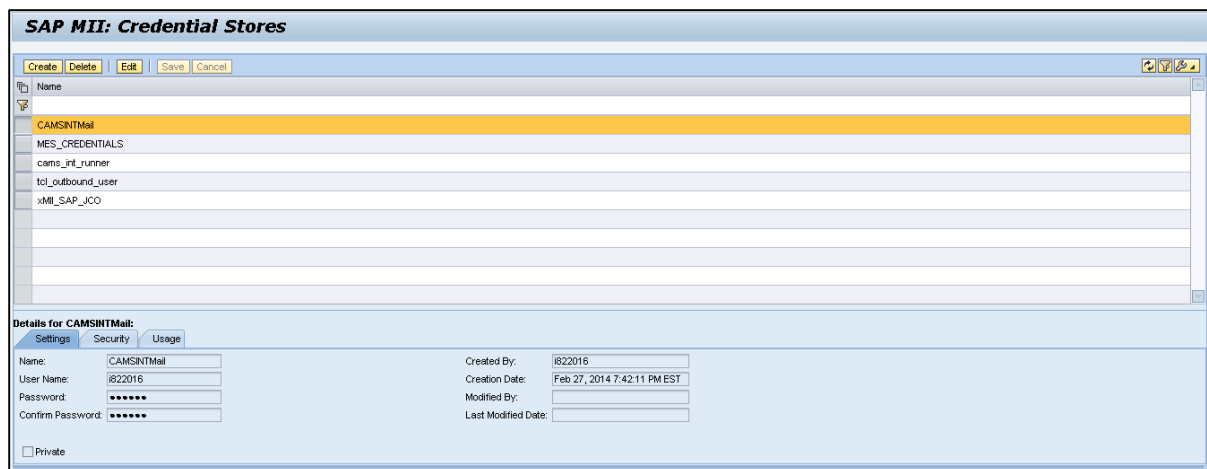 SAP MII: Credential Stores
Create Delete Edit Save Cancel
Name
CAMSINTMail
MES_CREDENTIALS
cams_int_runner
tcl_outbound_user
xMII_SAP_JCO
Details for CAMSINTMail:
Settings Security Usage
Name: CAMSINTMail Created By: i822016
User Name: i822016 Creation Date: Feb 27, 2014 7:42:11 PM EST
Password: •••••• Modified By:
Confirm Password: •••••• Last Modified Date:
Private